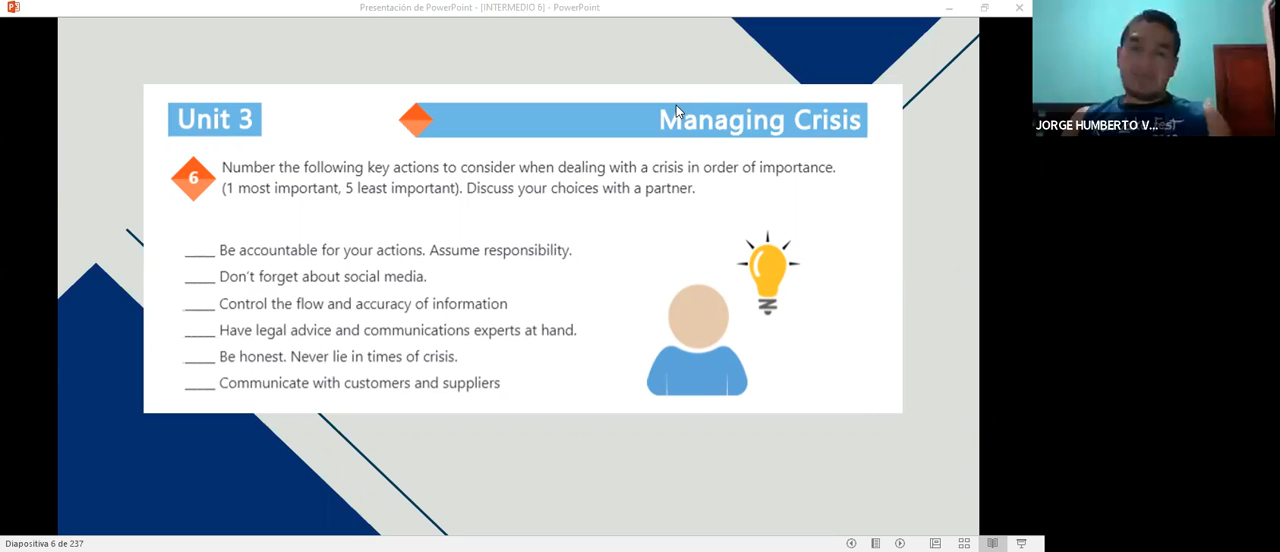 Presentación de PowerPoint - [INTERMEDIO 6] - PowerPoint
Unit 3
Managing Crisis
6
Number the following key actions to consider when dealing with a crisis in order of importance.
(1 most important, 5 least important). Discuss your choices with a partner.
____ Be accountable for your actions. Assume responsibility.
____ Don't forget about social media.
____ Control the flow and accuracy of information
____ Have legal advice and communications experts at hand.
____ Be honest. Never lie in times of crisis.
____ Communicate with customers and suppliers
JORGE HUMBERTO V...
Diapositiva 6 de 237